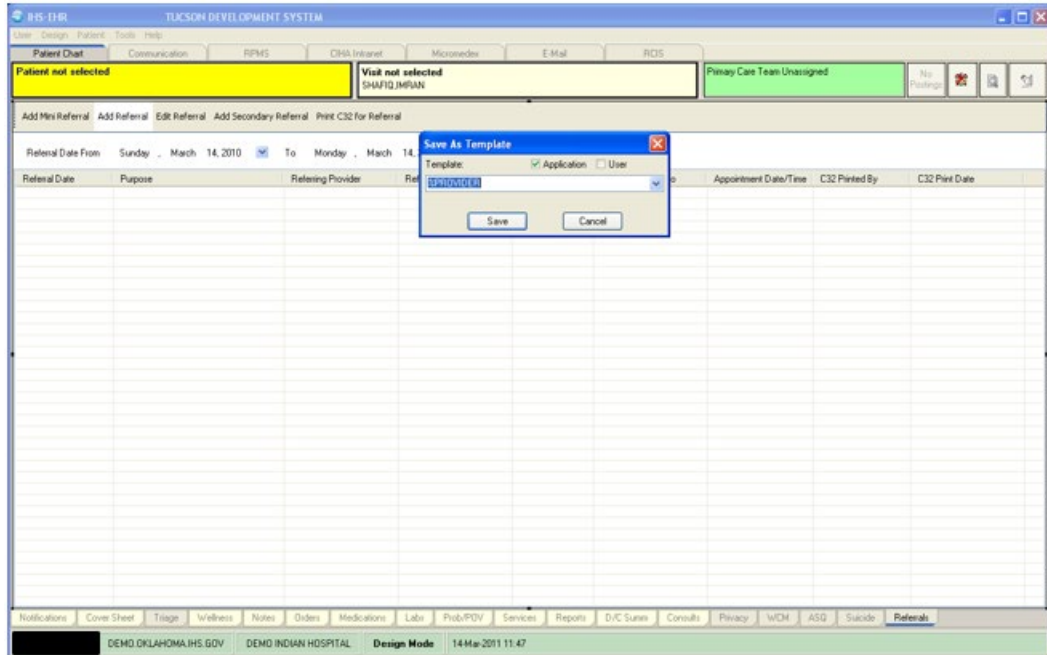 IHS-EHR TUCSON DEVELOPMENT SYSTEM
User Design Patient Tools Help
Patient Chart Communication RPMS CIHA Intranet Micromedex E-Mail RCIS
Patient not selected
Visit not selected
SHAFIQ,IMRAN
Primary Care Team Unassigned
No Postings
Add Mini Referral Add Referral Edit Referral Add Secondary Referral Print C32 for Referral
Referral Date From Sunday , March 14, 2010 To Monday , March 14,
Referral Date Purpose Referring Provider Ref Appointment Date/Time C32 Printed By C32 Print Date
Save As Template
Template: Application User
%PROVIDER
Save Cancel
Notifications Cover Sheet Triage Wellness Notes Orders Medications Labs Prob/POV Services Reports D/C Summ Consults Privacy WCM ASQ Suicide Referrals
DEMO.OKLAHOMA.IHS.GOV DEMO INDIAN HOSPITAL Design Mode 14-Mar-2011 11:47